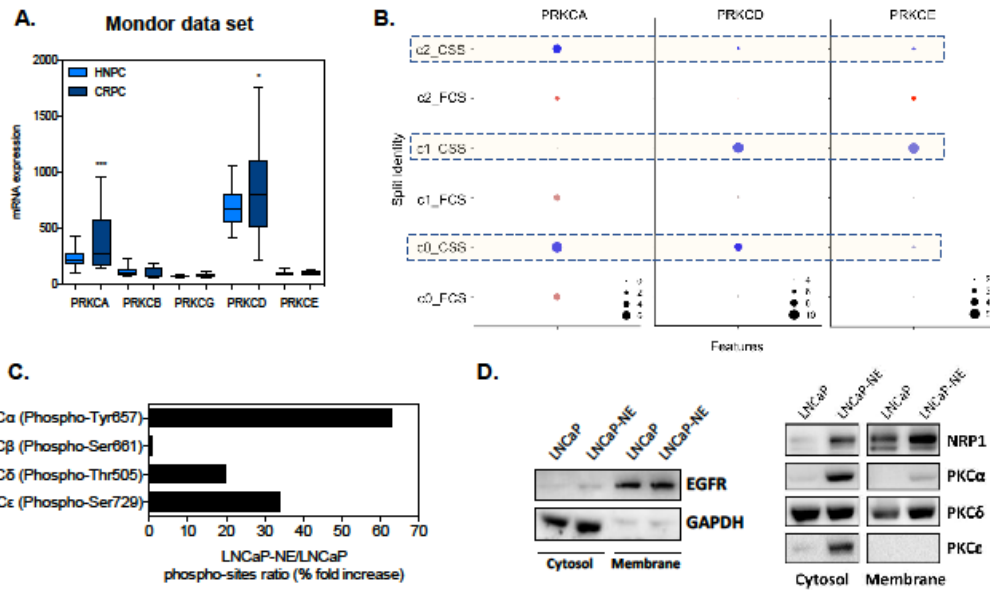 A.
Mondor data set
mRNA expression
2000
1500
1000
500
0
HNPC
CRPC
***
*
PRKCA PRKCB PRKCG PRKCD PRKCE
B.
PRKCA PRKCD PRKCE
Split Identity
c2_CSS
c2_FCS
c1_CSS
c1_FCS
c0_CSS
c0_FCS
Features
C.
Cα (Phospho-Tyr657)
Cβ (Phospho-Ser661)
Cδ (Phospho-Thr505)
Cε (Phospho-Ser729)
0 10 20 30 40 50 60 70
LNCaP-NE/LNCaP
phospho-sites ratio (% fold increase)
D.
LNCaP LNCaP-NE LNCaP LNCaP-NE
EGFR
GAPDH
Cytosol Membrane
LNCaP LNCaP-NE LNCaP LNCaP-NE
NRP1
PKCα
PKCδ
PKCε
Cytosol Membrane